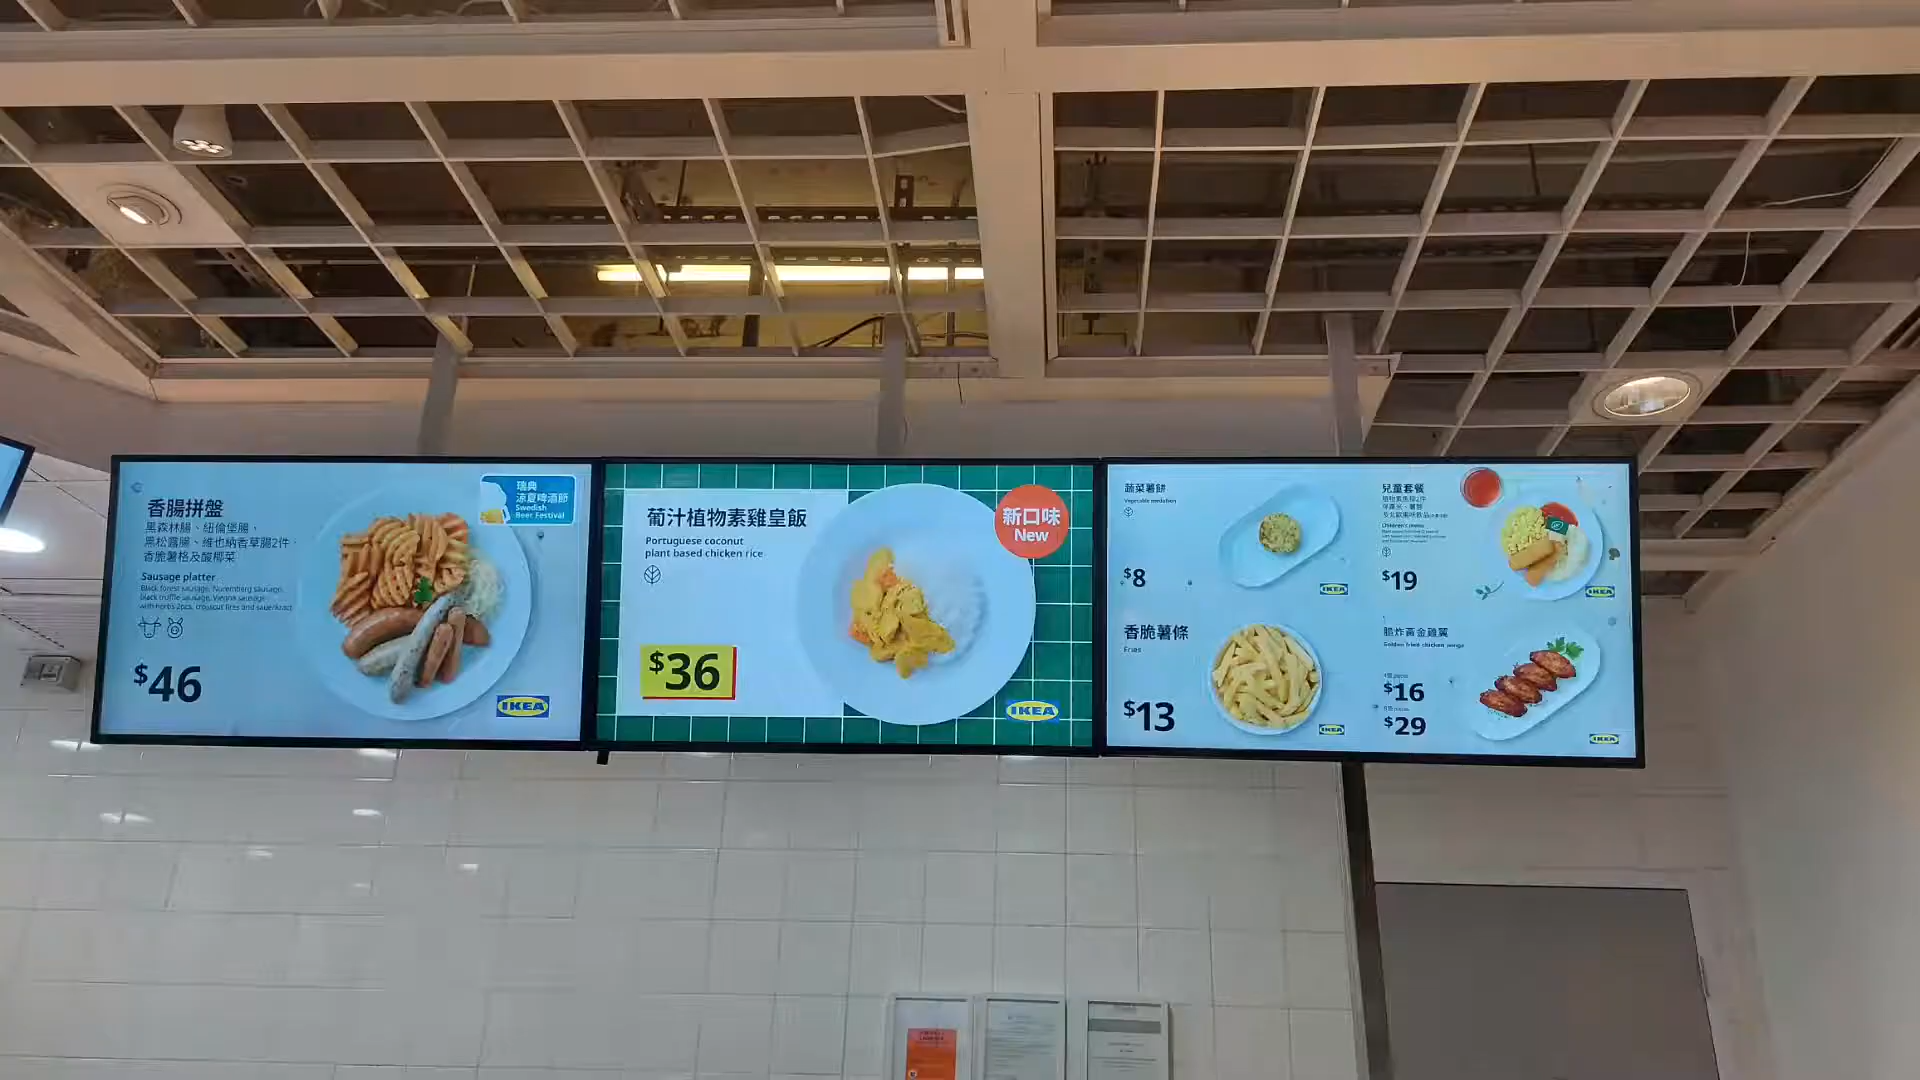 香腸拼盤
黑森林腸、紐倫堡腸、
黑松露腸、維也納香草腸2件、
香脆薯格及酸椰菜
Sausage platter
Black forest sausage, Nuremberg sausage,
black truffle sausage, Vienna sausage
with herbs 2pcs, crisscut fires and sauerkraut
$46
瑞典
涼夏啤酒節
Swedish
Beer Festival
IKEA
葡汁植物素雞皇飯
Portuguese coconut
plant based chicken rice
新口味
New
$36
IKEA
蔬菜薯餅
Vegetable medallion
$8
IKEA
兒童套餐
Children's menu
$19
IKEA
香脆薯條
Fries
$13
IKEA
脆炸黃金雞翼
Golden fried chicken wings
$16
$29
IKEA